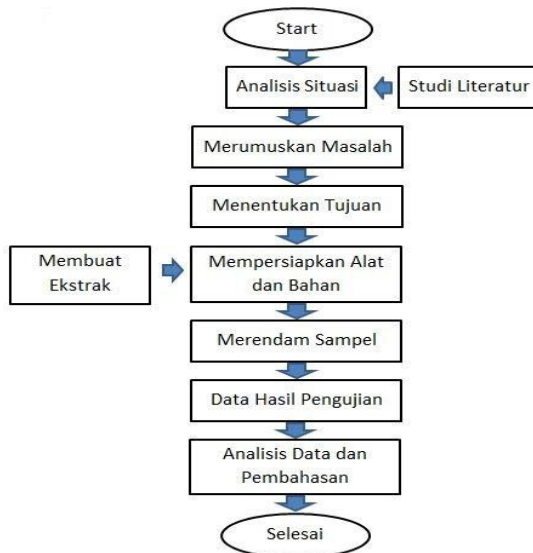 Start
Analisis Situasi
Studi Literatur
Merumuskan Masalah
Menentukan Tujuan
Membuat
Ekstrak
Mempersiapkan Alat
dan Bahan
Merendam Sampel
Data Hasil Pengujian
Analisis Data dan
Pembahasan
Selesai